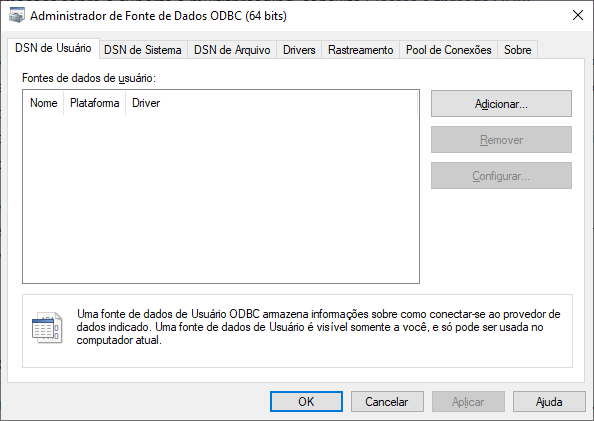 Administrador de Fonte de Dados ODBC (64 bits)
DSN de Usuário DSN de Sistema DSN de Arquivo Drivers Rastreamento Pool de Conexões Sobre
Fontes de dados de usuário:
Nome Plataforma Driver
Adicionar...
Remover
Configurar...
Uma fonte de dados de Usuário ODBC armazena informações sobre como conectar-se ao provedor de
dados indicado. Uma fonte de dados de Usuário é visível somente a você, e só pode ser usada no
computador atual.
OK Cancelar Aplicar Ajuda